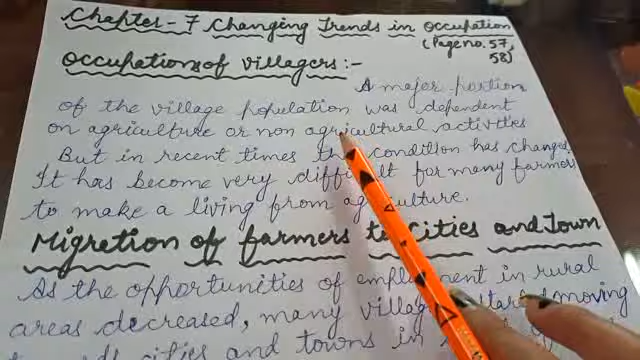 Chapter-7 Changing Trends in Occupation
(Page no. 57,
58)
Occupations of villagers:-
A major portion
of the village population was dependent
on agriculture or non agricultural activities
But in recent times the condition has changed
It has become very difficult for many farmers
to make a living from agriculture.
Migration of farmers to Cities and Town
As the opportunities of employment in rural
areas decreased, many villagers started moving
cities and towns in